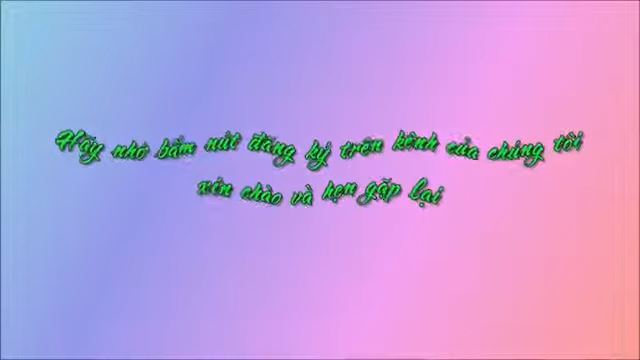 Hãy nhớ bấm nút đăng ký trên kênh của chúng tôi
xin chào và hẹn gặp lại